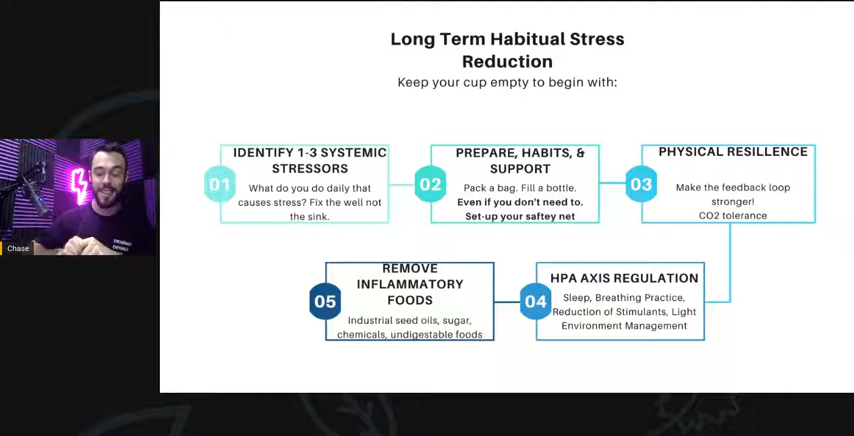 Long Term Habitual Stress
Reduction
Keep your cup empty to begin with:
01
IDENTIFY 1-3 SYSTEMIC
STRESSORS
What do you do daily that
causes stress? Fix the well not
the sink.
02
PREPARE, HABITS, &
SUPPORT
Pack a bag. Fill a bottle.
Even if you don't need to.
Set-up your saftey net
03
PHYSICAL RESILLENCE
Make the feedback loop
stronger!
CO2 tolerance
04
HPA AXIS REGULATION
Sleep, Breathing Practice,
Reduction of Stimulants, Light
Environment Management
05
REMOVE
INFLAMMATORY
FOODS
Industrial seed oils, sugar,
chemicals, undigestable foods
Chase